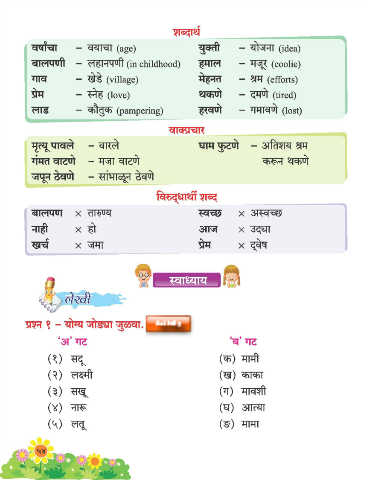 शब्दार्थ
वर्षांचा – वयाचा (age) युक्ती – योजना (idea)
बालपणी – लहानपणी (in childhood) हमाल – मजूर (coolie)
गाव – खेडे (village) मेहनत – श्रम (efforts)
प्रेम – स्नेह (love) थकणे – दमणे (tired)
लाड – कौतुक (pampering) हरवणे – गमावणे (lost)
वाक्प्रचार
मृत्यू पावले – वारले घाम फुटणे – अतिशय श्रम
गंमत वाटणे – मजा वाटणे करून थकणे
जपून ठेवणे – सांभाळून ठेवणे
विरुद्धार्थी शब्द
बालपण × तारुण्य स्वच्छ × अस्वच्छ
नाही × हो आज × उद्या
खर्च × जमा प्रेम × द्वेष
स्वाध्याय
लेखी
प्रश्न १ – योग्य जोड्या जुळवा.
'अ' गट 'ब' गट
(१) सदू (क) मामी
(२) लक्ष्मी (ख) काका
(३) सखू (ग) मावशी
(४) नारू (घ) आत्या
(५) लतू (ङ) मामा